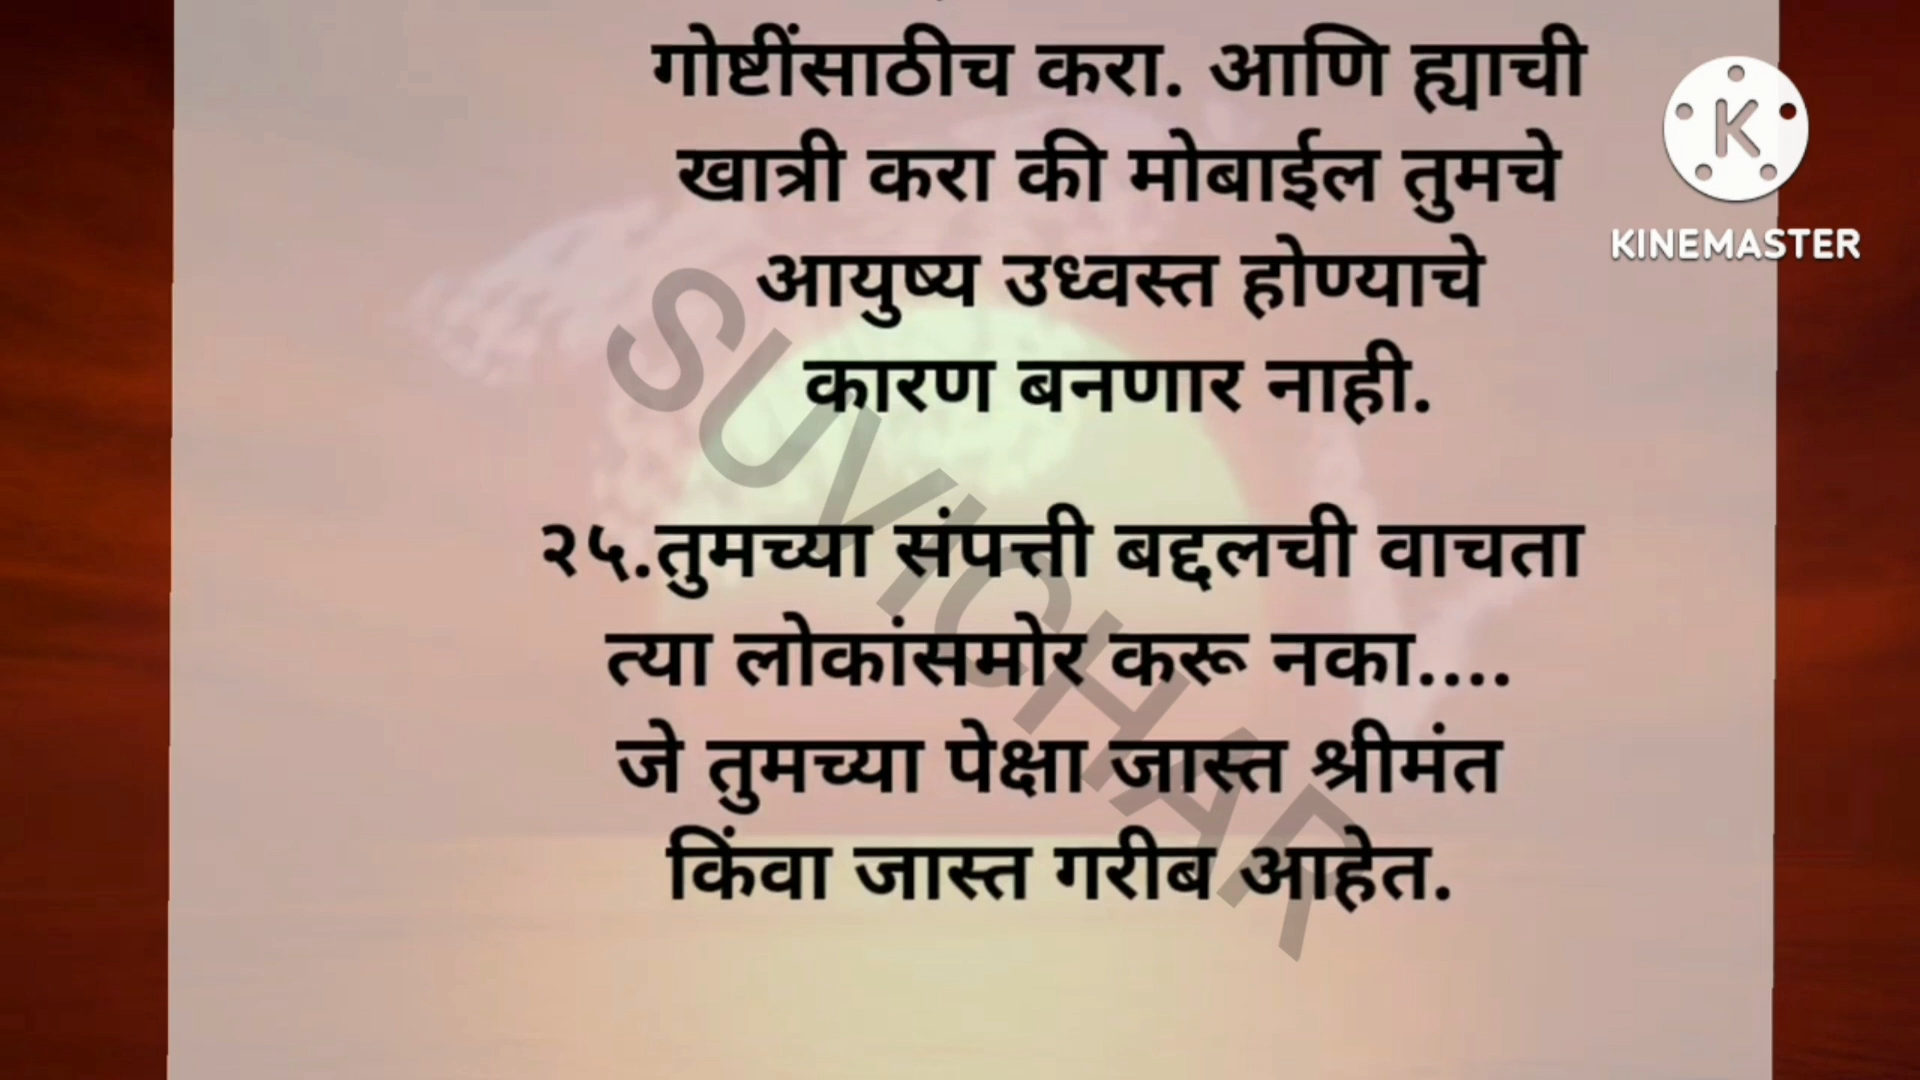 गोष्टींसाठीच करा. आणि ह्याची
खात्री करा की मोबाईल तुमचे
आयुष्य उध्वस्त होण्याचे
कारण बनणार नाही.
२५.तुमच्या संपत्ती बद्दलची वाचता
त्या लोकांसमोर करू नका....
जे तुमच्या पेक्षा जास्त श्रीमंत
किंवा जास्त गरीब आहेत.
SUVICHAR
K
KINEMASTER